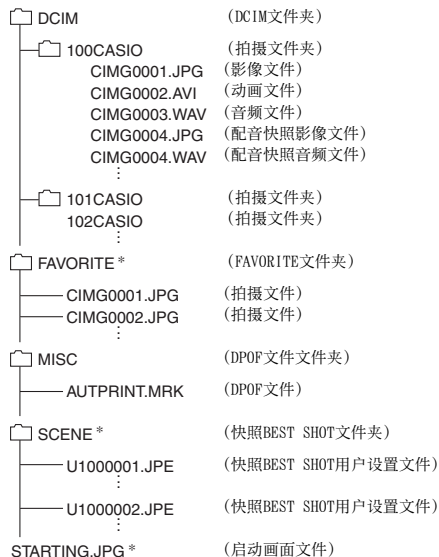 DCIM (DCIM文件夹)
100CASIO (拍摄文件夹)
CIMG0001.JPG (影像文件)
CIMG0002.AVI (动画文件)
CIMG0003.WAV (音频文件)
CIMG0004.JPG (配音快照影像文件)
CIMG0004.WAV (配音快照音频文件)
⋮
101CASIO (拍摄文件夹)
102CASIO (拍摄文件夹)
⋮
FAVORITE * (FAVORITE文件夹)
CIMG0001.JPG (拍摄文件)
CIMG0002.JPG (拍摄文件)
⋮
MISC (DPOF文件文件夹)
AUTPRINT.MRK (DPOF文件)
SCENE * (快照BEST SHOT文件夹)
U1000001.JPE (快照BEST SHOT用户设置文件)
⋮
U1000002.JPE (快照BEST SHOT用户设置文件)
⋮
STARTING.JPG * (启动画面文件)